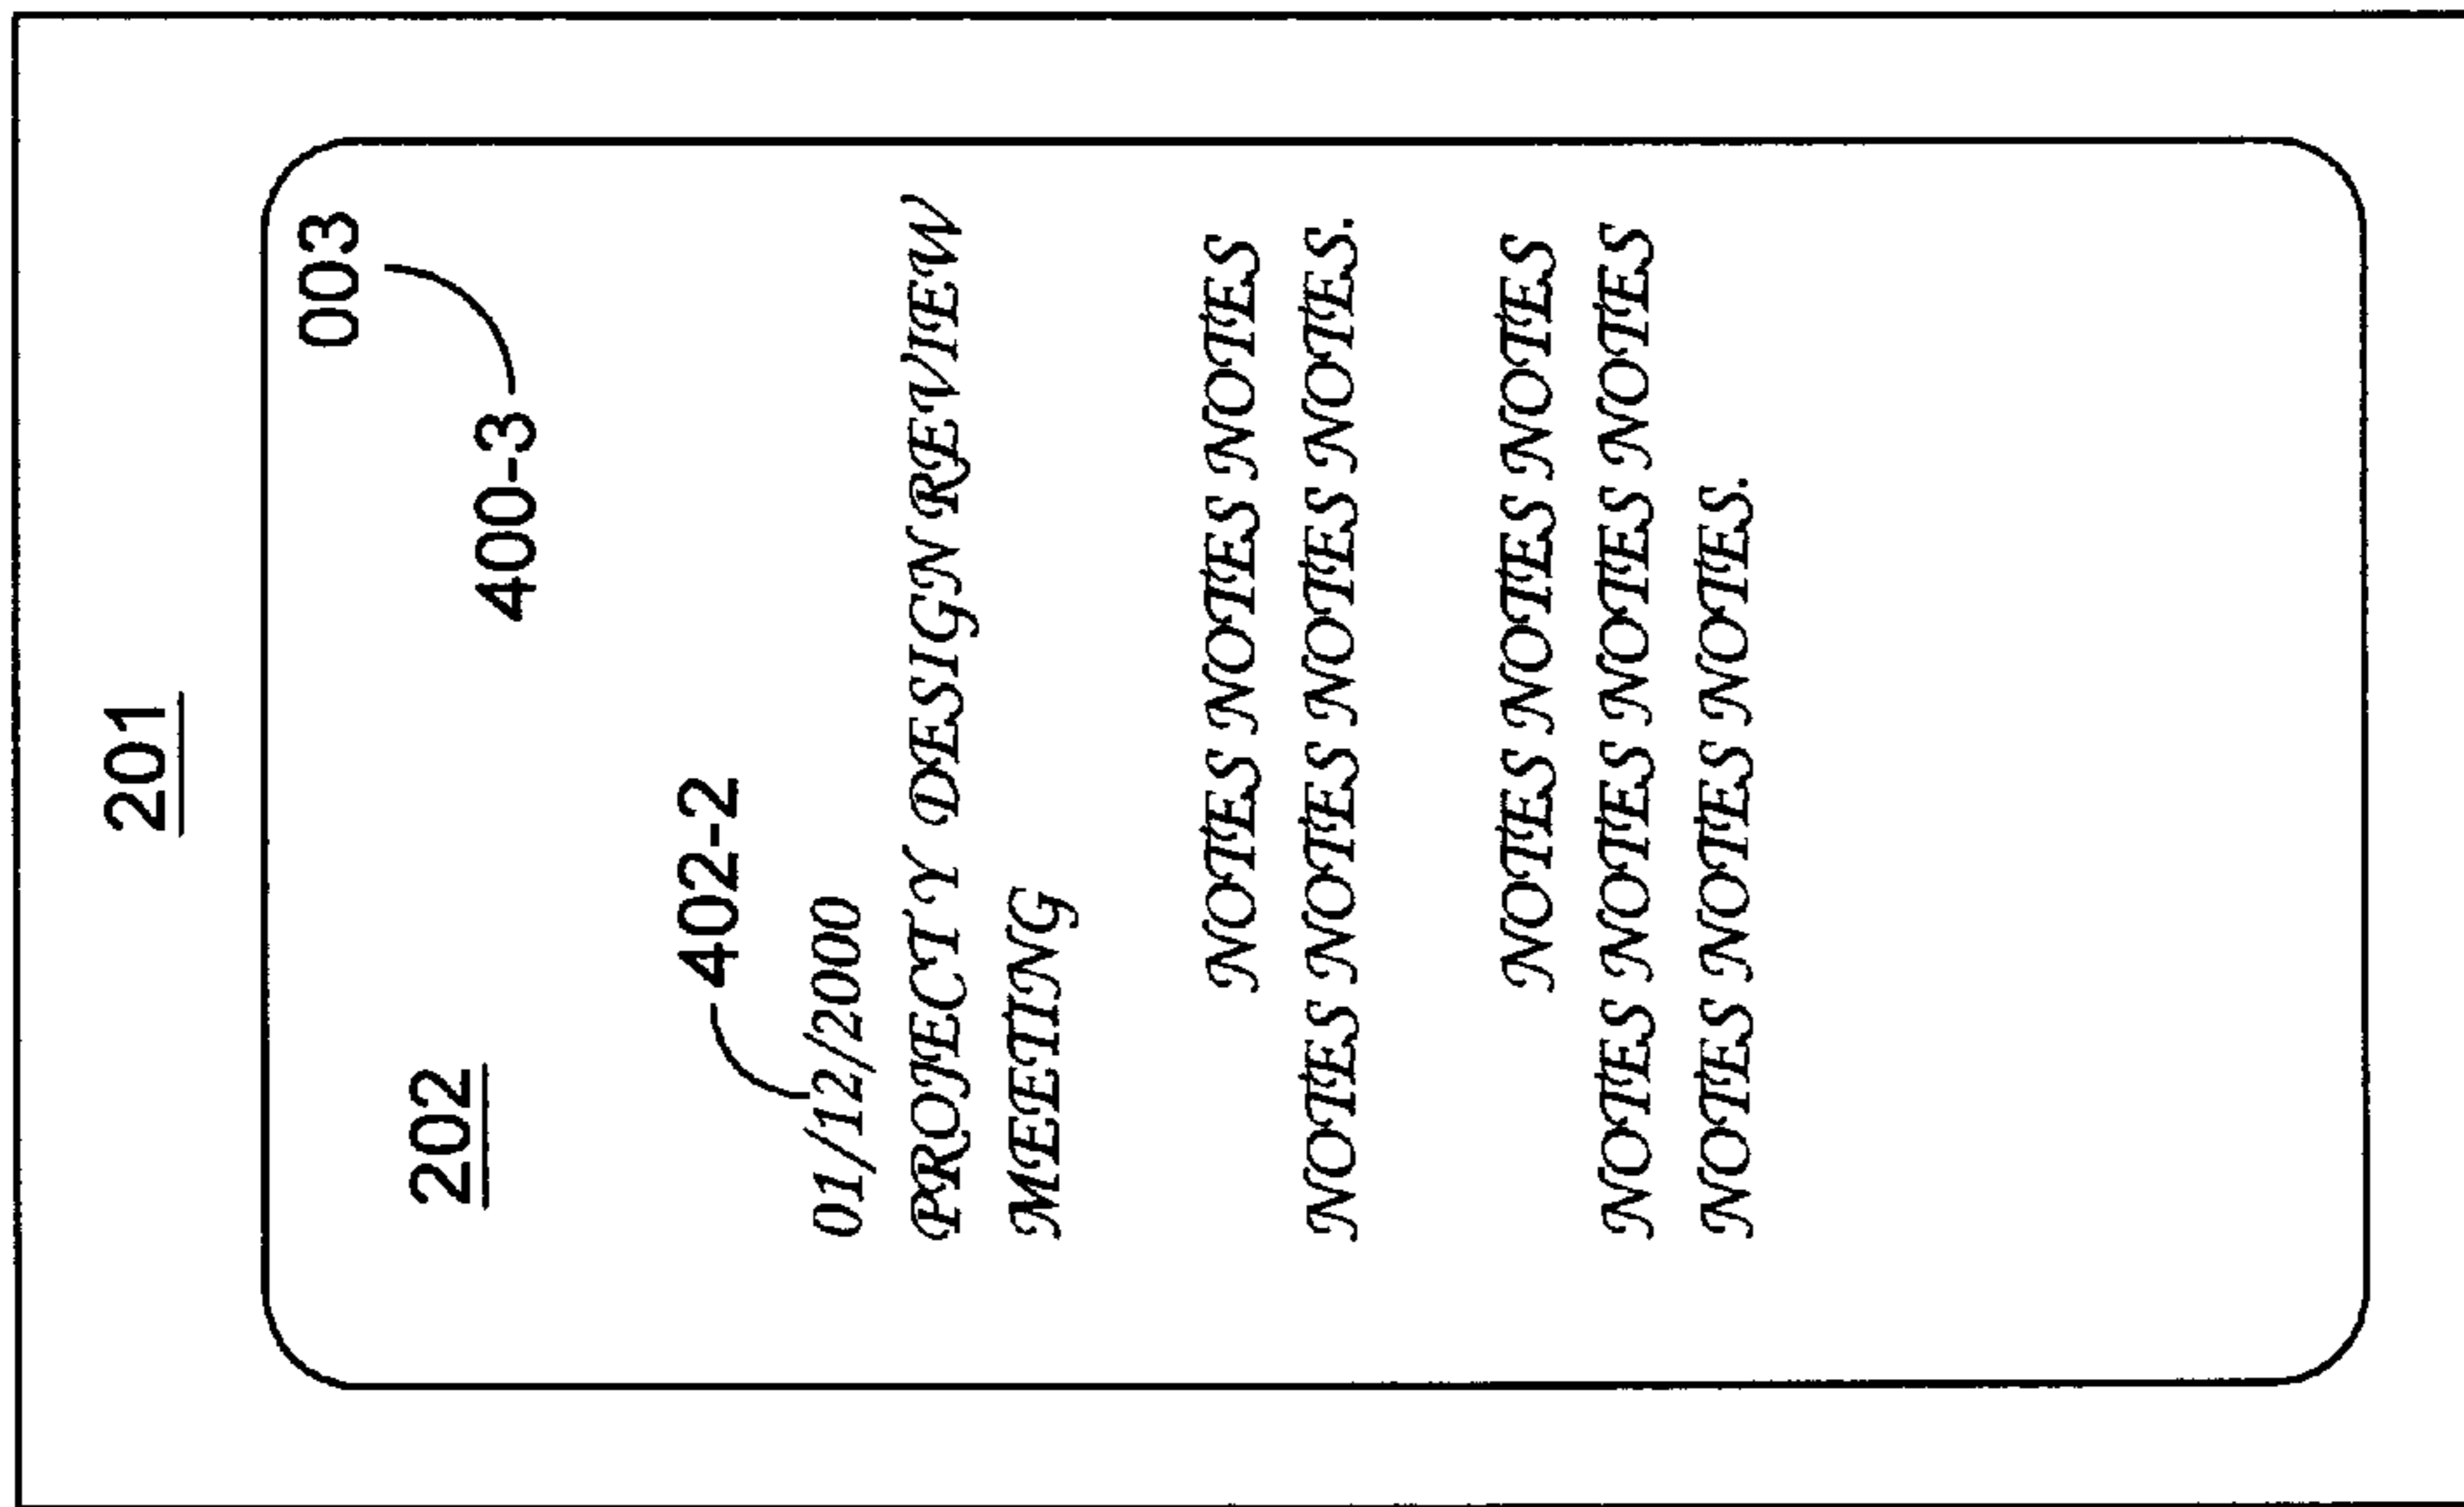 201
003
202
400-3
402-2
01/12/2000
PROJECT Y DESIGN REVIEW
MEETING
NOTES NOTES NOTES
NOTES NOTES NOTES NOTES.
NOTES NOTES NOTES
NOTES NOTES NOTES NOTES
NOTES NOTES NOTES.